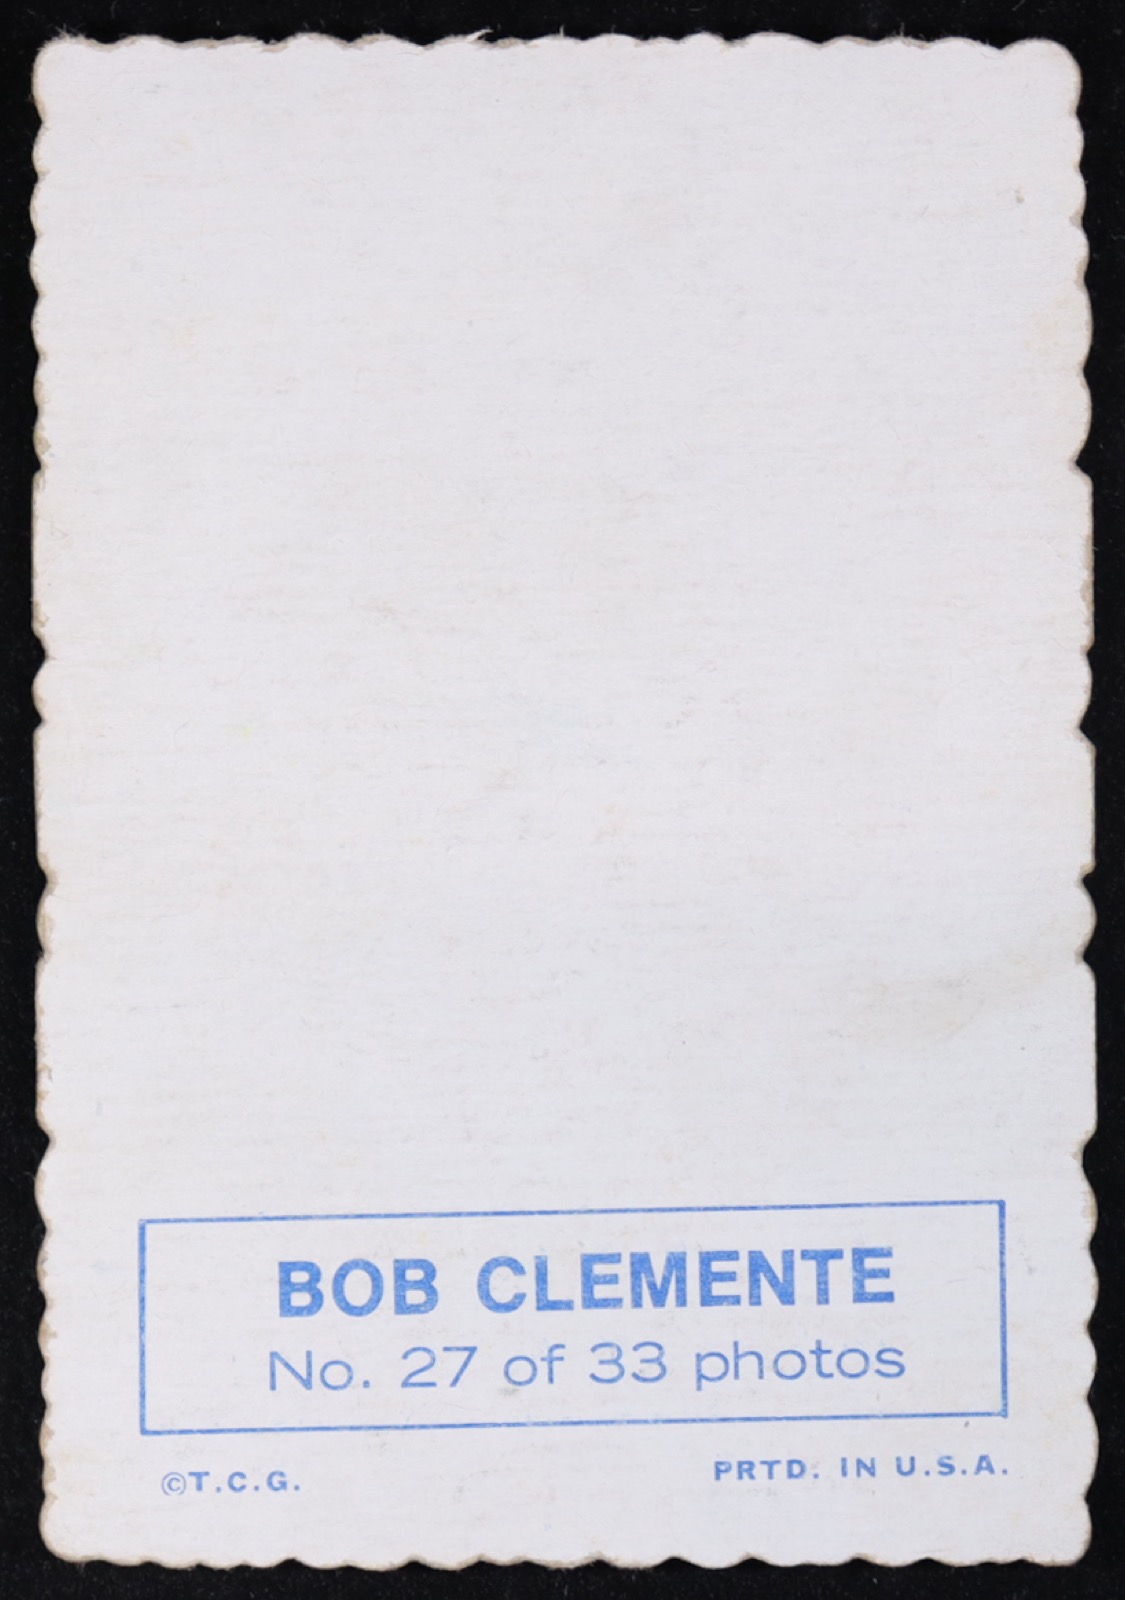 BOB CLEMENTE
No. 27 of 33 photos
©T.C.G.
PRTD. IN U.S.A.